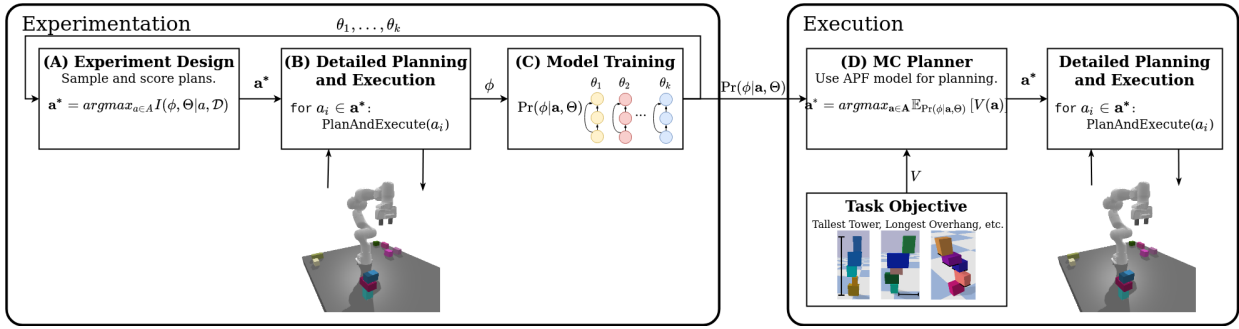 Experimentation
θ₁, . . . , θₖ
(A) Experiment Design
Sample and score plans.
a* = argmaxₐ∈A I(ϕ, Θ|a, 𝒟)
a*
(B) Detailed Planning
and Execution
for aᵢ ∈ a*:
PlanAndExecute(aᵢ)
ϕ
(C) Model Training
θ₁ θ₂ θₖ
Pr(ϕ|a, Θ)
...
Pr(ϕ|a, Θ)
Execution
(D) MC Planner
Use APF model for planning.
a* = argmaxₐ∈A 𝔼Pr(ϕ|a,Θ) [V(a)]
a*
Detailed Planning
and Execution
for aᵢ ∈ a*:
PlanAndExecute(aᵢ)
V
Task Objective
Tallest Tower, Longest Overhang, etc.